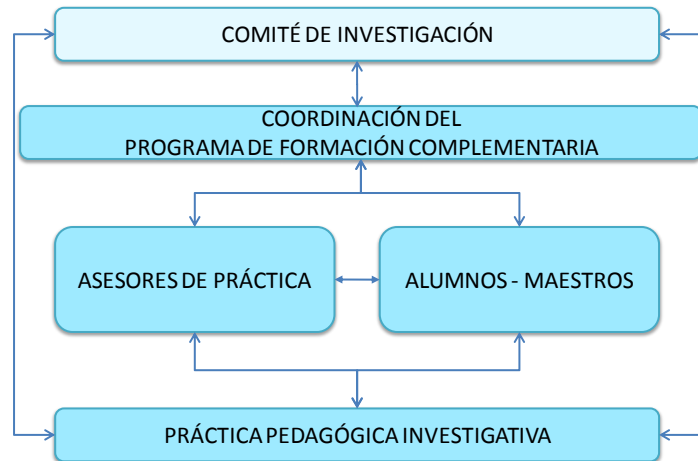 COMITÉ DE INVESTIGACIÓN
COORDINACIÓN DEL
PROGRAMA DE FORMACIÓN COMPLEMENTARIA
ASESORES DE PRÁCTICA
ALUMNOS - MAESTROS
PRÁCTICA PEDAGÓGICA INVESTIGATIVA